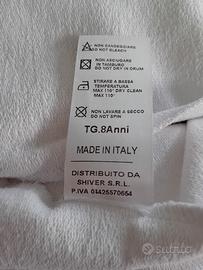 NON CANDEGGIARE
DO NOT BLEACH
NON ASCIUGARE
IN TAMBURO
DO NOT DRY IN DRUM
STIRARE A BASSA
TEMPERATURA
MAX 110° DRY CLEAN
MAX 110°
NON LAVARE A SECCO
DO NOT SPIN
TG.8Anni
MADE IN ITALY
DISTRIBUITO DA
SHIVER S.R.L.
P.IVA 04425570654
subito